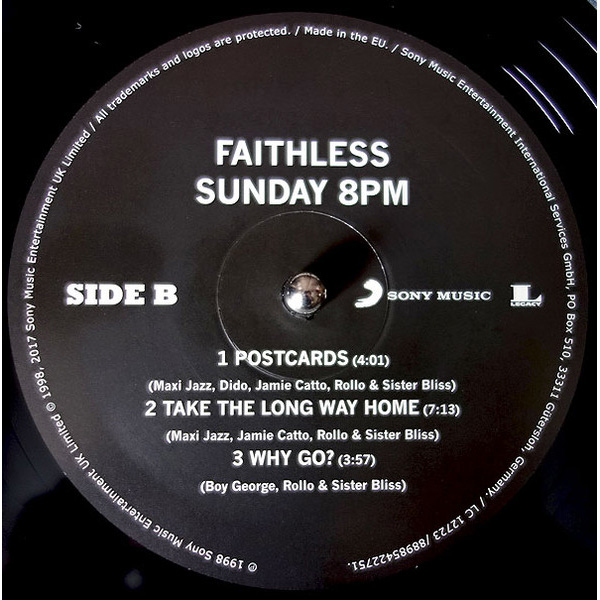 FAITHLESS
SUNDAY 8PM
SIDE B
SONY MUSIC
L
LEGACY
1 POSTCARDS (4:01)
(Maxi Jazz, Dido, Jamie Catto, Rollo & Sister Bliss)
2 TAKE THE LONG WAY HOME (7:13)
(Maxi Jazz, Jamie Catto, Rollo & Sister Bliss)
3 WHY GO? (3:57)
(Boy George, Rollo & Sister Bliss)
℗ 1998 Sony Music Entertainment UK Limited © 1998, 2017 Sony Music Entertainment UK Limited / All trademarks and logos are protected. / Made in the EU. / Sony Music Entertainment International Services GmbH, PO Box 510, 33311 Gütersloh, Germany. / LC 12723 / 88985422751.